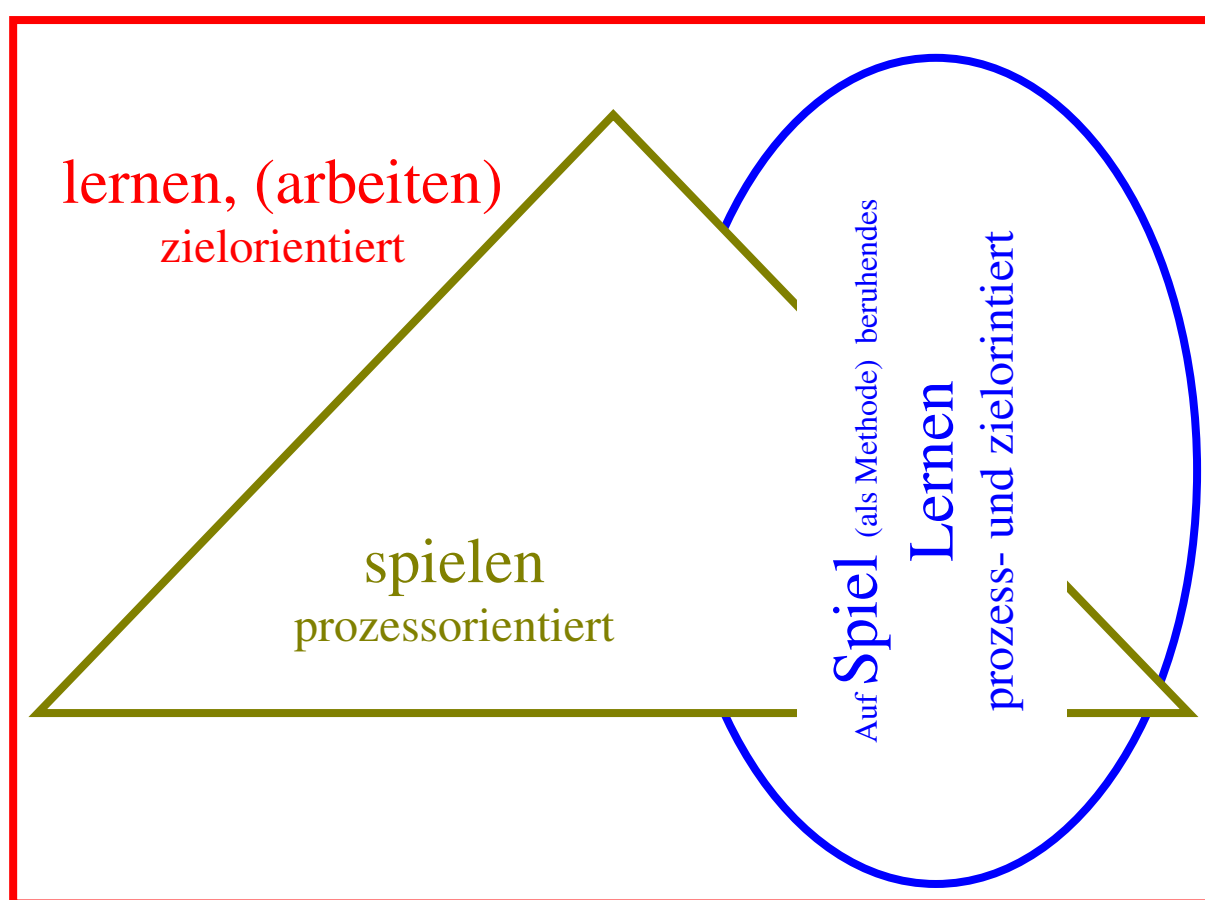 lernen, (arbeiten)
zielorientiert
spielen
prozessorientiert
Auf Spiel (als Methode) beruhendes
Lernen
prozess- und zielorintiert